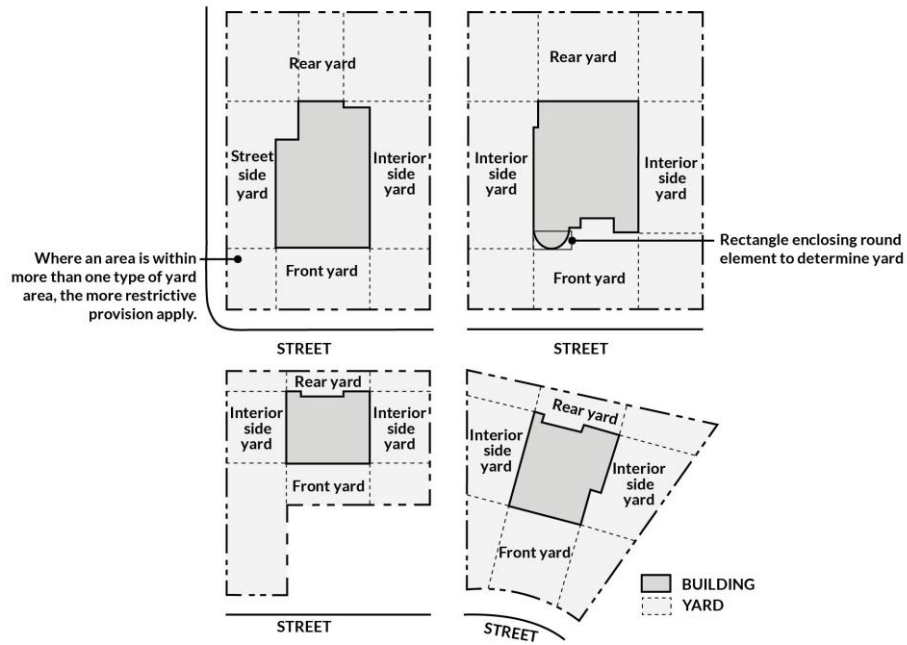 Rear yard
Street
side
yard
Interior
side
yard
Front yard
Where an area is within
more than one type of yard
area, the more restrictive
provision apply.
STREET
Rear yard
Interior
side
yard
Interior
side
yard
Front yard
Rectangle enclosing round
element to determine yard
STREET
Rear yard
Interior
side
yard
Interior
side
yard
Front yard
STREET
Rear yard
Interior
side
yard
Interior
side
yard
Front yard
STREET
BUILDING
YARD